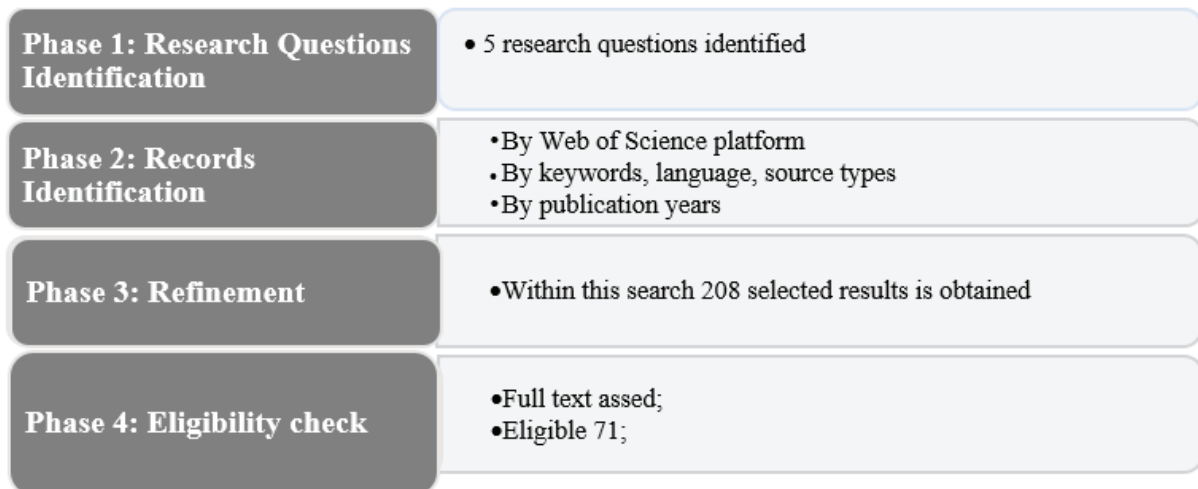 Phase 1: Research Questions
Identification
• 5 research questions identified
Phase 2: Records
Identification
•By Web of Science platform
•By keywords, language, source types
•By publication years
Phase 3: Refinement
•Within this search 208 selected results is obtained
Phase 4: Eligibility check
•Full text assed;
•Eligible 71;